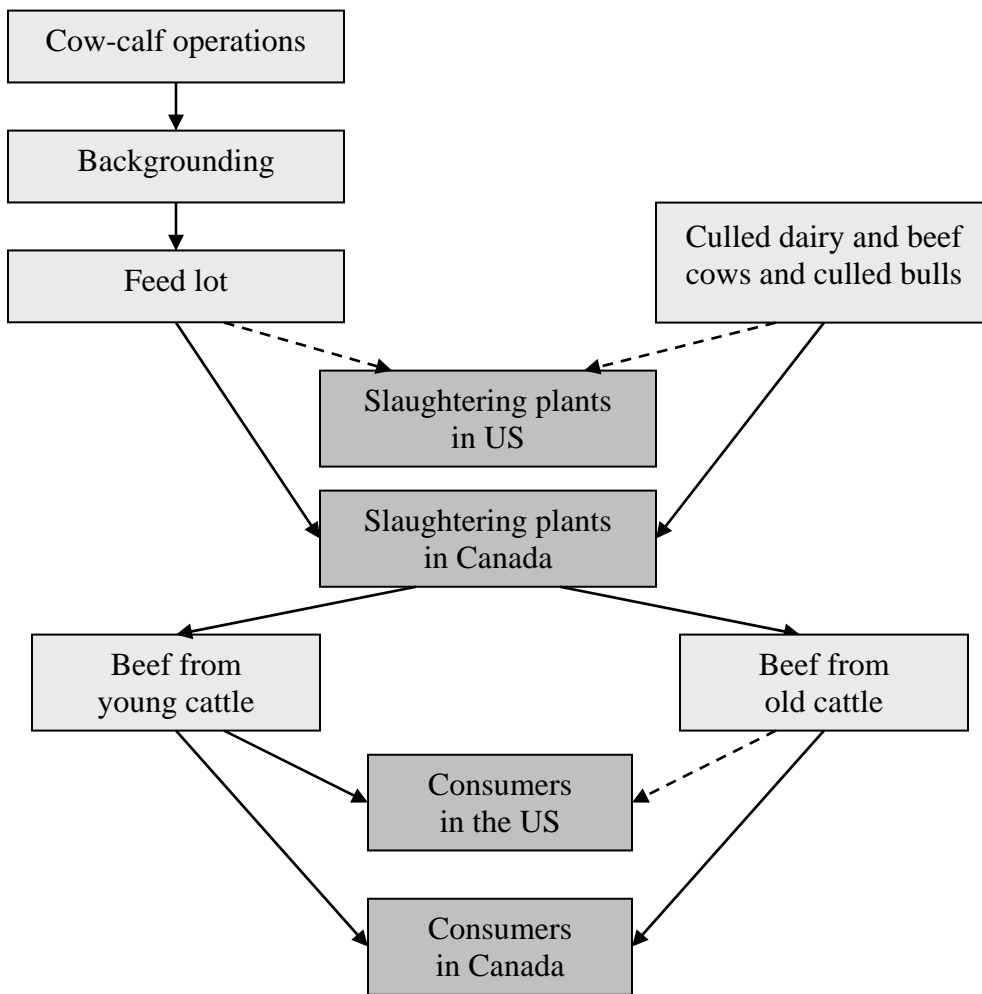 Cow-calf operations
Backgrounding
Feed lot
Culled dairy and beef
cows and culled bulls
Slaughtering plants
in US
Slaughtering plants
in Canada
Beef from
young cattle
Beef from
old cattle
Consumers
in the US
Consumers
in Canada